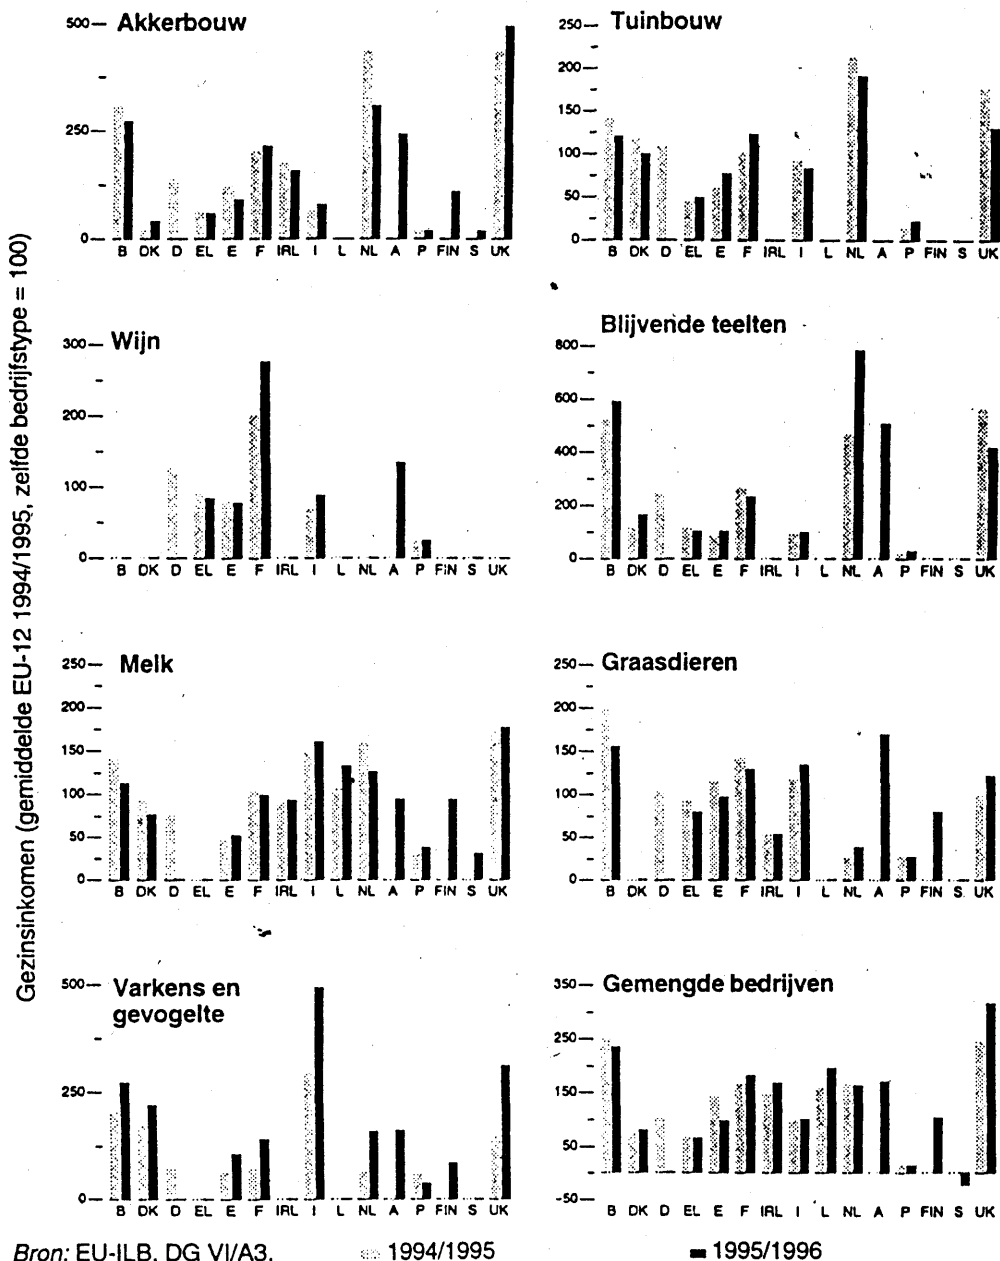 Gezinsinkomen (gemiddelde EU-12 1994/1995, zelfde bedrijfstype = 100)
Akkerbouw
500
250
0
B DK D EL E F IRL I L NL A P FIN S UK
Tuinbouw
250
200
150
100
50
0
B DK D EL E F IRL I L NL A P FIN S UK
Wijn
300
200
100
0
B DK D EL E F IRL I L NL A P FIN S UK
Blijvende teelten
800
600
400
200
0
B DK D EL E F IRL I L NL A P FIN S UK
Melk
250
200
150
100
50
0
B DK D EL E F IRL I L NL A P FIN S UK
Graasdieren
250
200
150
100
50
0
B DK D EL E F IRL I L NL A P FIN S UK
Varkens en
gevogelte
500
250
0
B DK D EL E F IRL I L NL A P FIN S UK
Gemengde bedrijven
350
250
150
50
-50
B DK D EL E F IRL I L NL A P FIN S UK
Bron: EU-ILB, DG VI/A3.
1994/1995
1995/1996